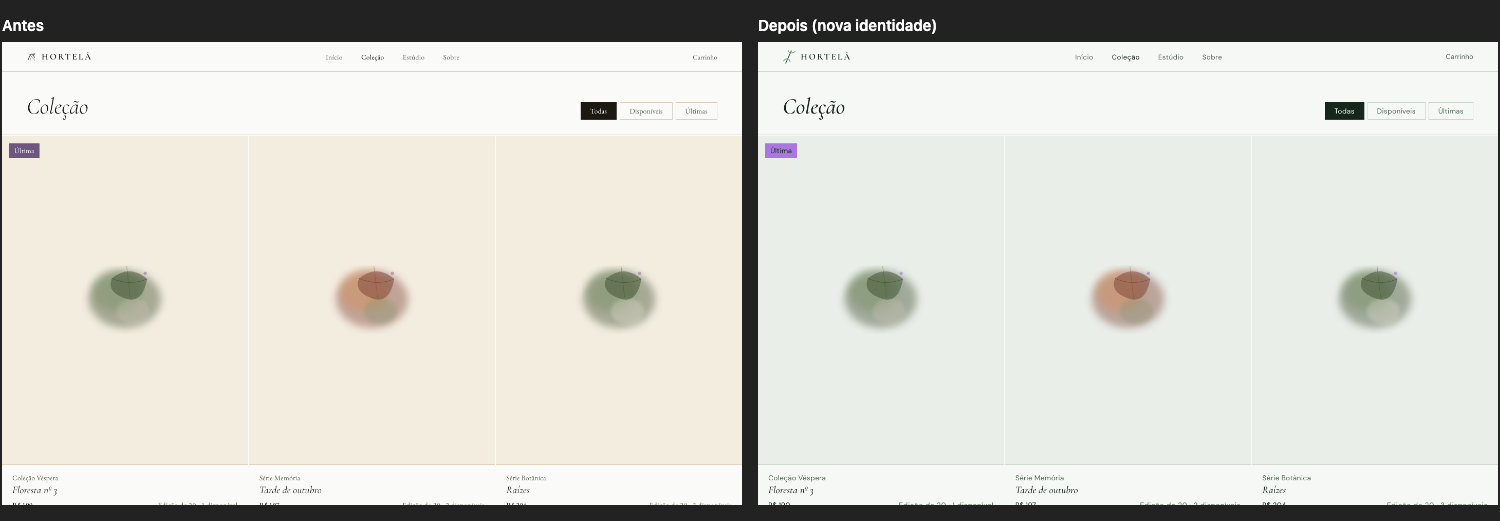 Antes
HORTELÃ
Início Coleção Estúdio Sobre
Carrinho
Coleção
Todas Disponíveis Últimas
Última
Coleção Véspera
Floresta nº 3
Série Memória
Tarde de outubro
Série Botânica
Raízes
Depois (nova identidade)
HORTELÃ
Início Coleção Estúdio Sobre
Carrinho
Coleção
Todas Disponíveis Últimas
Última
Coleção Véspera
Floresta nº 3
Série Memória
Tarde de outubro
Série Botânica
Raízes